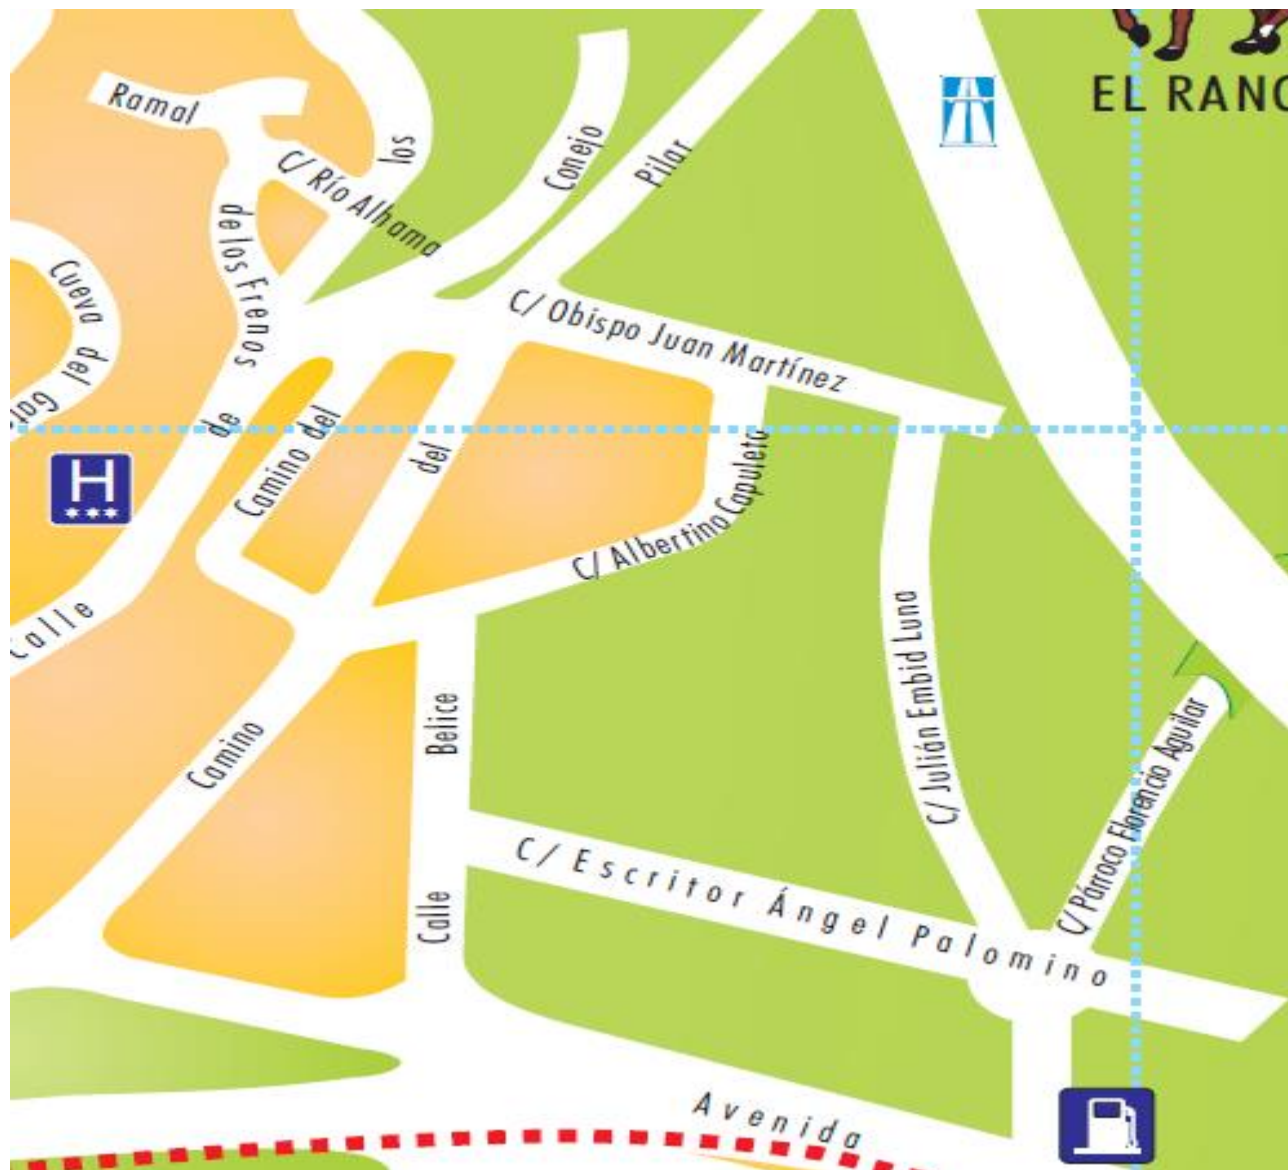 EL RANC
Ramal
C/ Río Alhama
los
Conejo
Pilar
de los Frenos
Cueva del
C/ Obispo Juan Martínez
de
Camino del
del
C/ Albertino Capuleto
H
Calle
C/ Julián Embid Luna
Belice
Camino
C/ Párroco Florencio Aguilar
C/ Escritor Ángel Palomino
Calle
Avenida